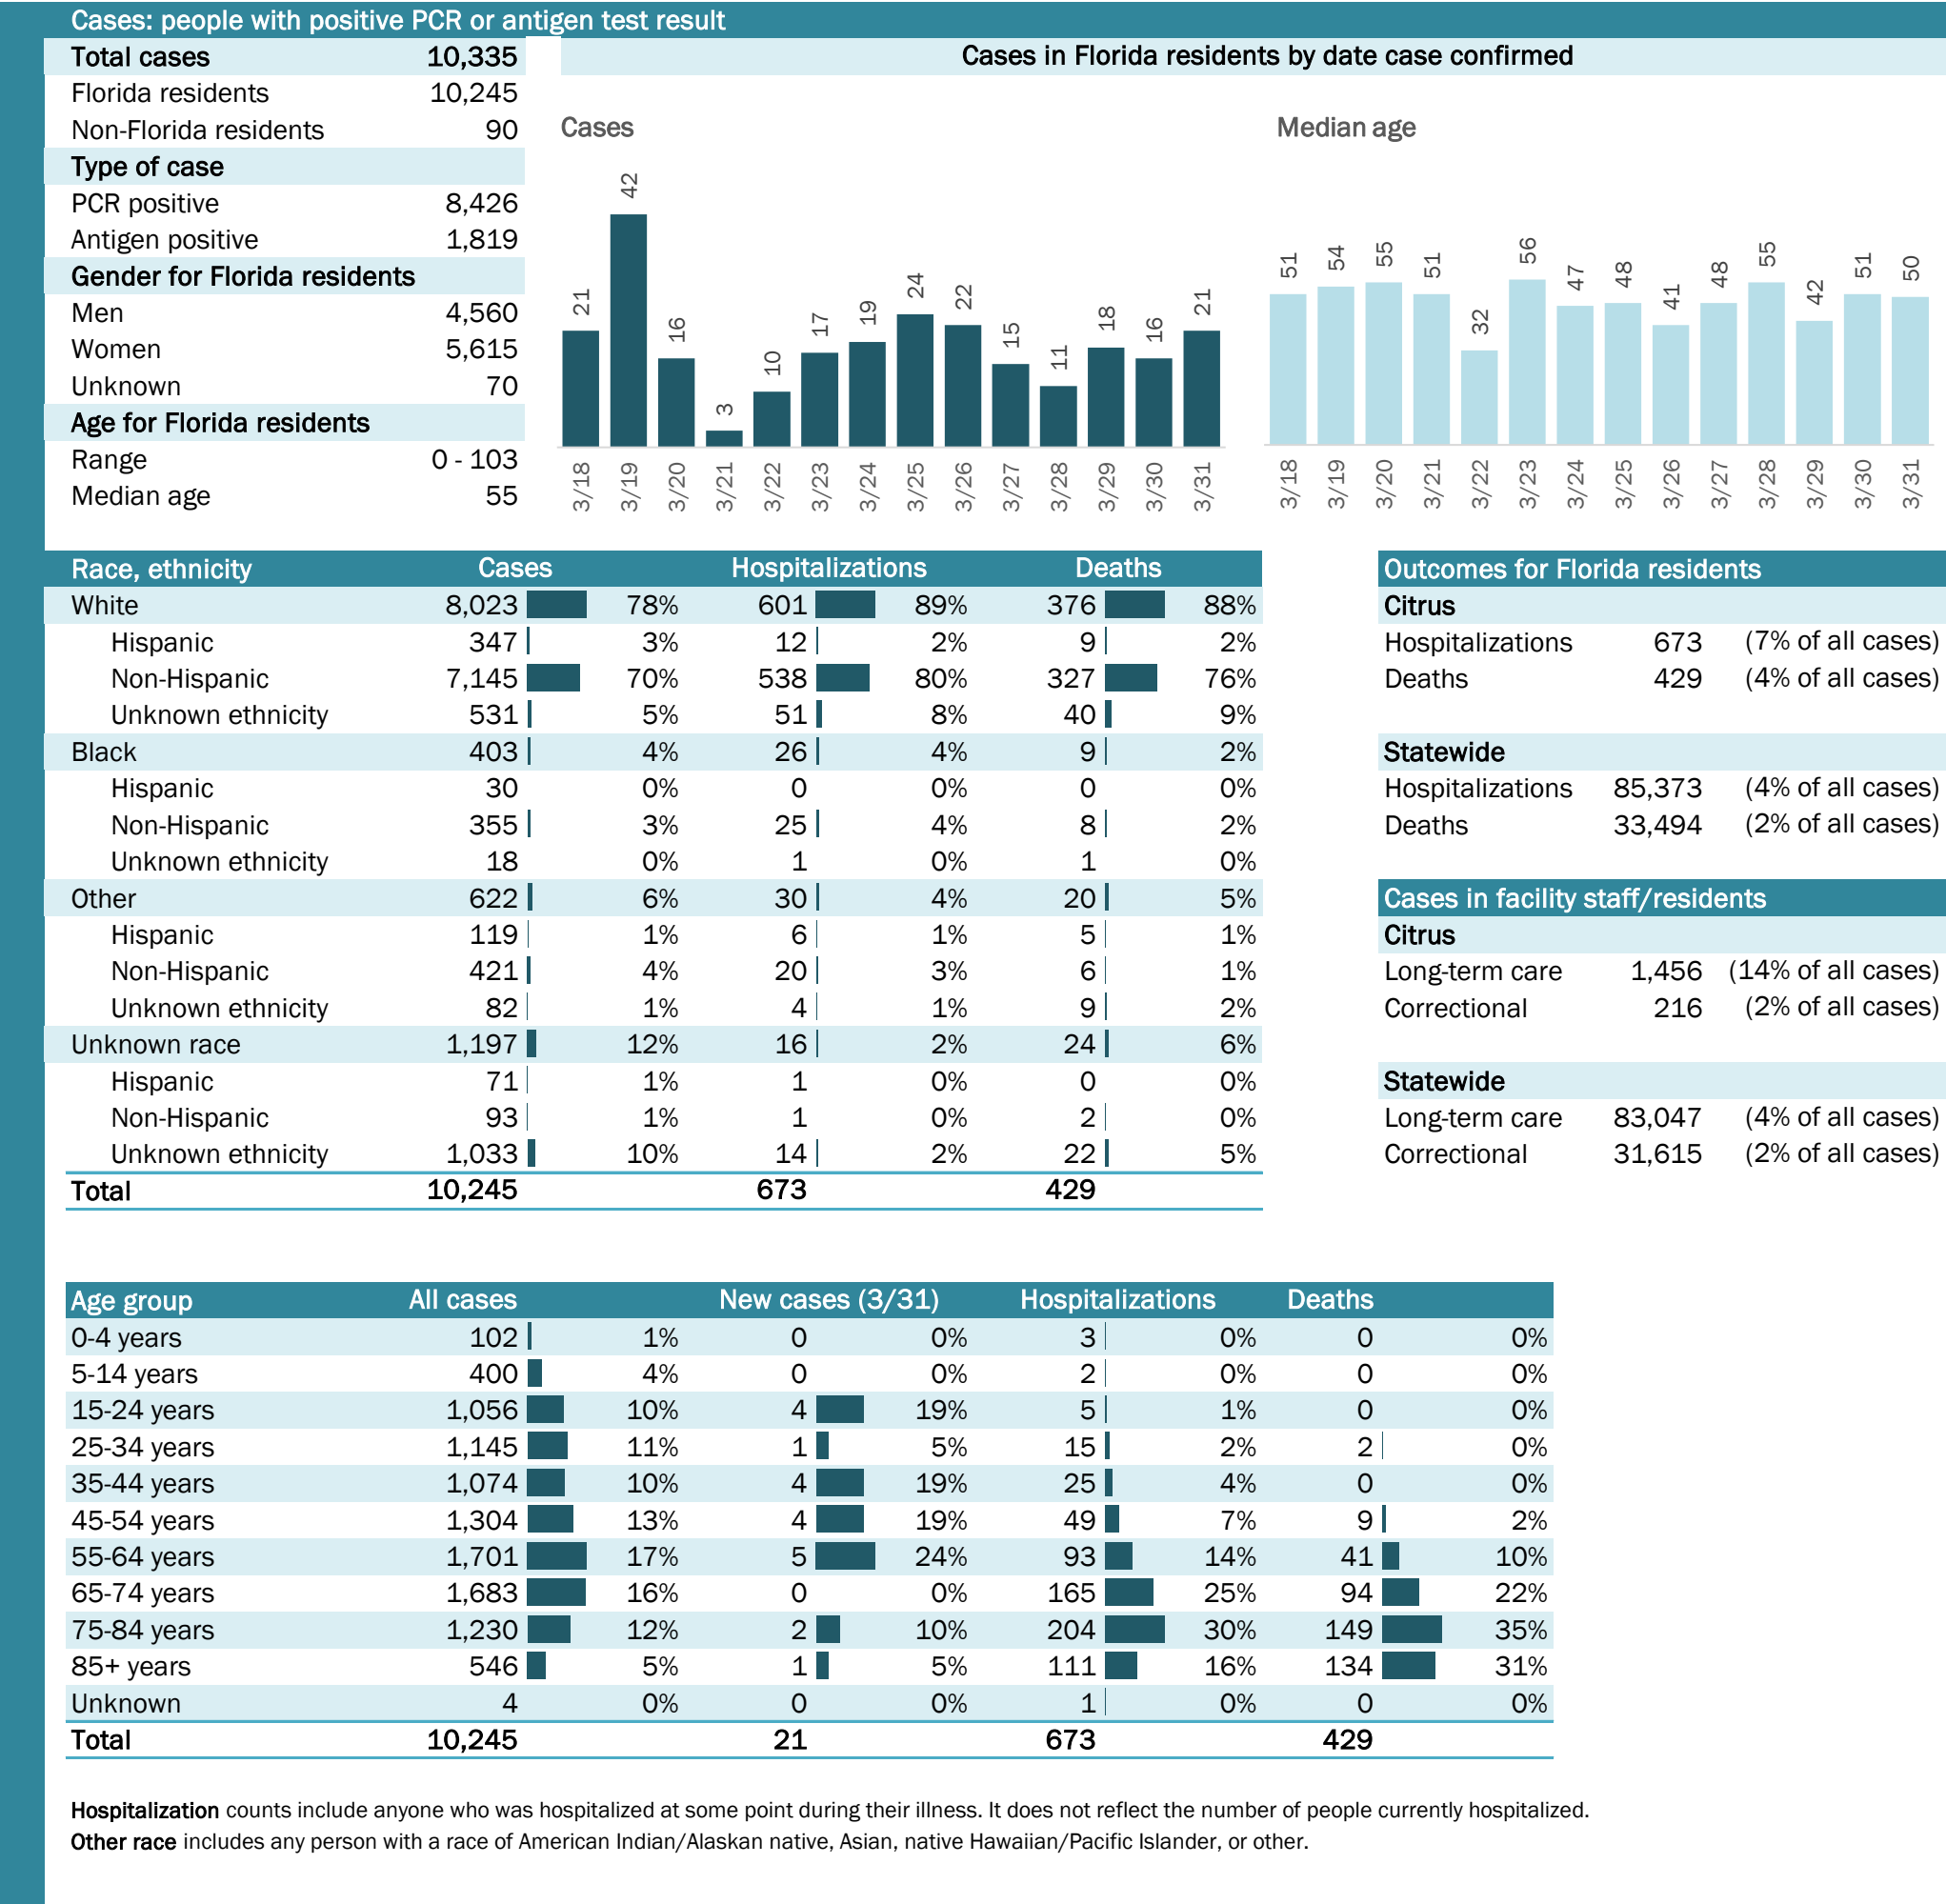 Cases: people with positive PCR or antigen test result
Total cases 10,335
Florida residents 10,245
Non-Florida residents 90
Type of case
PCR positive 8,426
Antigen positive 1,819
Gender for Florida residents
Men 4,560
Women 5,615
Unknown 70
Age for Florida residents
Range 0 - 103
Median age 55
Cases in Florida residents by date case confirmed
Cases
21 42 16 3 10 17 19 24 22 15 11 18 16 21
3/18 3/19 3/20 3/21 3/22 3/23 3/24 3/25 3/26 3/27 3/28 3/29 3/30 3/31
Median age
51 54 55 51 32 56 47 48 41 48 55 42 51 50
3/18 3/19 3/20 3/21 3/22 3/23 3/24 3/25 3/26 3/27 3/28 3/29 3/30 3/31
Race, ethnicity Cases Hospitalizations Deaths
White 8,023 78% 601 89% 376 88%
Hispanic 347 3% 12 2% 9 2%
Non-Hispanic 7,145 70% 538 80% 327 76%
Unknown ethnicity 531 5% 51 8% 40 9%
Black 403 4% 26 4% 9 2%
Hispanic 30 0% 0 0% 0 0%
Non-Hispanic 355 3% 25 4% 8 2%
Unknown ethnicity 18 0% 1 0% 1 0%
Other 622 6% 30 4% 20 5%
Hispanic 119 1% 6 1% 5 1%
Non-Hispanic 421 4% 20 3% 6 1%
Unknown ethnicity 82 1% 4 1% 9 2%
Unknown race 1,197 12% 16 2% 24 6%
Hispanic 71 1% 1 0% 0 0%
Non-Hispanic 93 1% 1 0% 2 0%
Unknown ethnicity 1,033 10% 14 2% 22 5%
Total 10,245 673 429
Outcomes for Florida residents
Citrus
Hospitalizations 673 (7% of all cases)
Deaths 429 (4% of all cases)
Statewide
Hospitalizations 85,373 (4% of all cases)
Deaths 33,494 (2% of all cases)
Cases in facility staff/residents
Citrus
Long-term care 1,456 (14% of all cases)
Correctional 216 (2% of all cases)
Statewide
Long-term care 83,047 (4% of all cases)
Correctional 31,615 (2% of all cases)
Age group All cases New cases (3/31) Hospitalizations Deaths
0-4 years 102 1% 0 0% 3 0% 0 0%
5-14 years 400 4% 0 0% 2 0% 0 0%
15-24 years 1,056 10% 4 19% 5 1% 0 0%
25-34 years 1,145 11% 1 5% 15 2% 2 0%
35-44 years 1,074 10% 4 19% 25 4% 0 0%
45-54 years 1,304 13% 4 19% 49 7% 9 2%
55-64 years 1,701 17% 5 24% 93 14% 41 10%
65-74 years 1,683 16% 0 0% 165 25% 94 22%
75-84 years 1,230 12% 2 10% 204 30% 149 35%
85+ years 546 5% 1 5% 111 16% 134 31%
Unknown 4 0% 0 0% 1 0% 0 0%
Total 10,245 21 673 429
Hospitalization counts include anyone who was hospitalized at some point during their illness. It does not reflect the number of people currently hospitalized.
Other race includes any person with a race of American Indian/Alaskan native, Asian, native Hawaiian/Pacific Islander, or other.